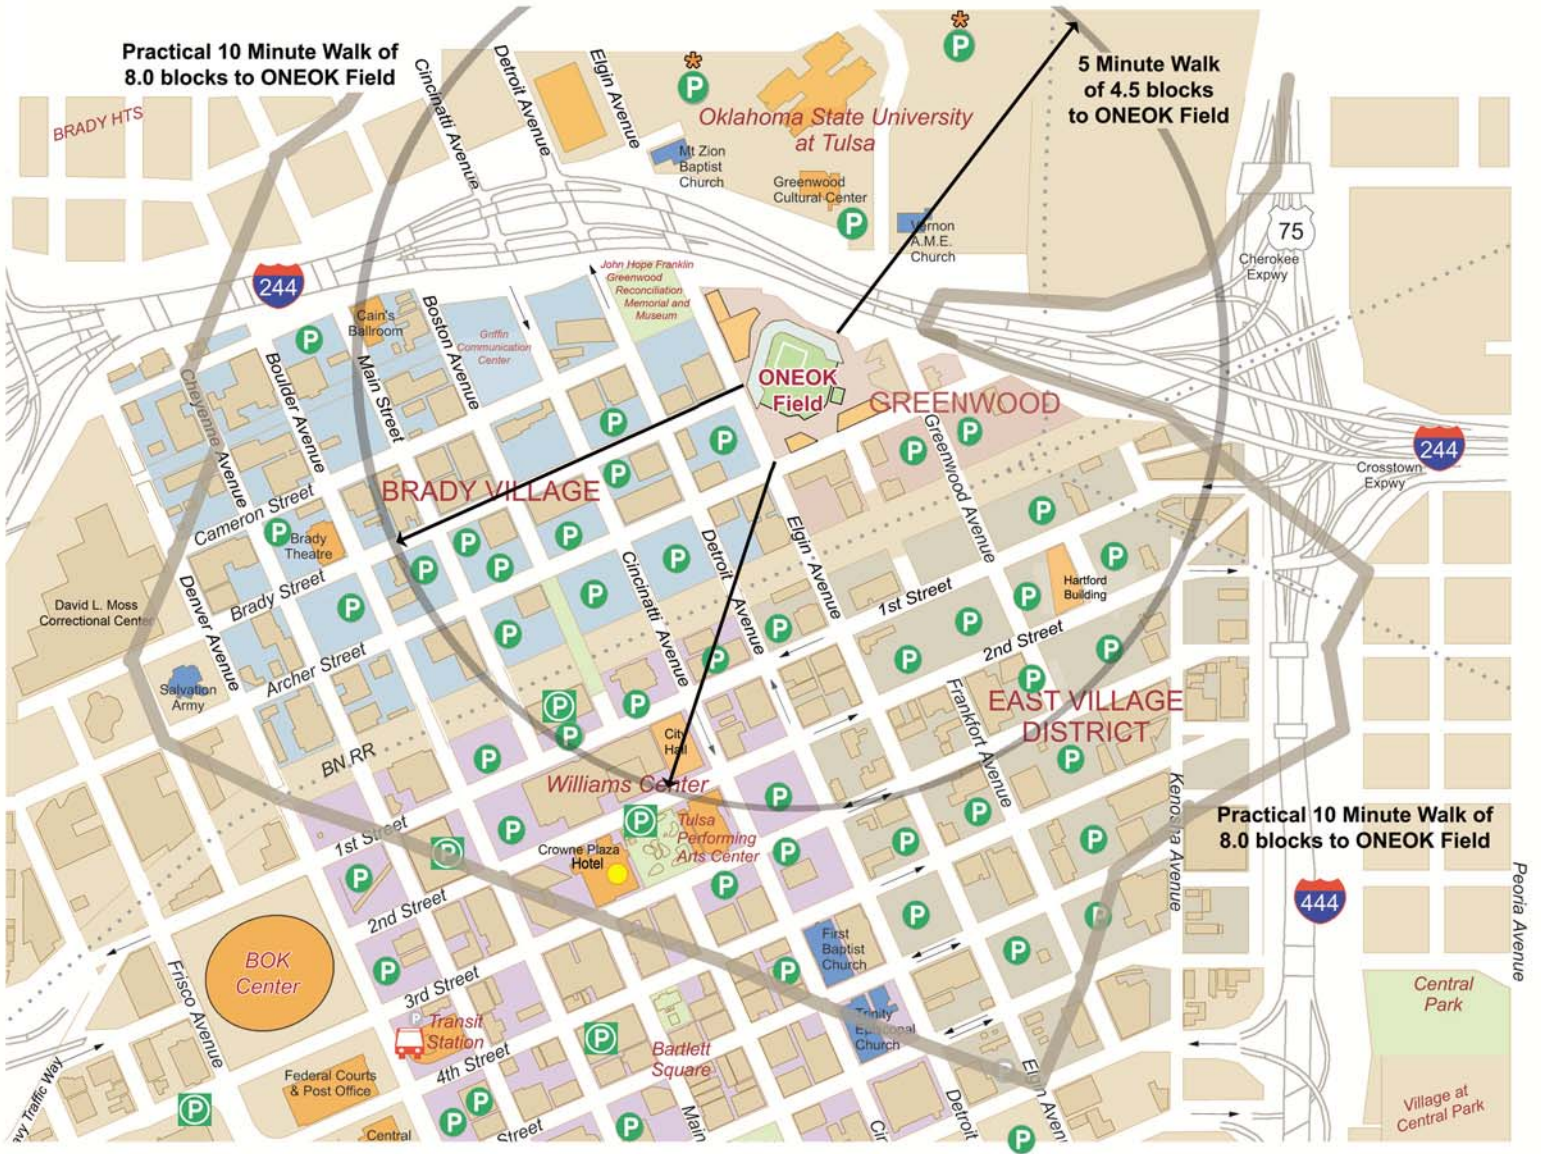 Practical 10 Minute Walk of
8.0 blocks to ONEOK Field
Cincinatti Avenue
Detroit Avenue
Elgin Avenue
*
P
*
P
5 Minute Walk
of 4.5 blocks
to ONEOK Field
BRADY HTS
Oklahoma State University
at Tulsa
Mt Zion
Baptist
Church
Greenwood
Cultural Center
P
Vernon
A.M.E.
Church
75
Cherokee
Expwy
244
John Hope Franklin
Greenwood
Reconciliation
Memorial and
Museum
Cain's
Ballroom
Boston Avenue
Griffin
Communication
Center
P
Boulder Avenue
Main Street
Cheyenne Avenue
ONEOK
Field
GREENWOOD
P
P
P
P
P
Greenwood Avenue
244
Crosstown
Expwy
BRADY VILLAGE
Cameron Street
P
Brady
Theatre
P
P
P
P
Elgin Avenue
Detroit Avenue
Cincinatti Avenue
P
P
P
Hartford
Building
David L. Moss
Correctional Center
Denver Avenue
Brady Street
P
P
P
1st Street
P
P
Archer Street
P
P
P
P
2nd Street
P
Salvation
Army
P
P
P
P
EAST VILLAGE
DISTRICT
Frankfort Avenue
City
Hall
BN RR
P
P
Williams Center
P
P
Kenosha Avenue
Practical 10 Minute Walk of
8.0 blocks to ONEOK Field
1st Street
P
P
Tulsa
Performing
Arts Center
P
P
P
P
Crowne Plaza
Hotel
P
P
2nd Street
444
Peoria Avenue
P
P
First
Baptist
Church
P
BOK
Center
P
P
3rd Street
Frisco Avenue
Central
Park
Trinity
Episcopal
Church
P
Transit
Station
P
Bartlett
Square
4th Street
P
Federal Courts
& Post Office
P
P
P
P
Central
Street
Main
Detroit
Elgin Aven
P
Village at
Central Park
vy Traffic Way
Cir